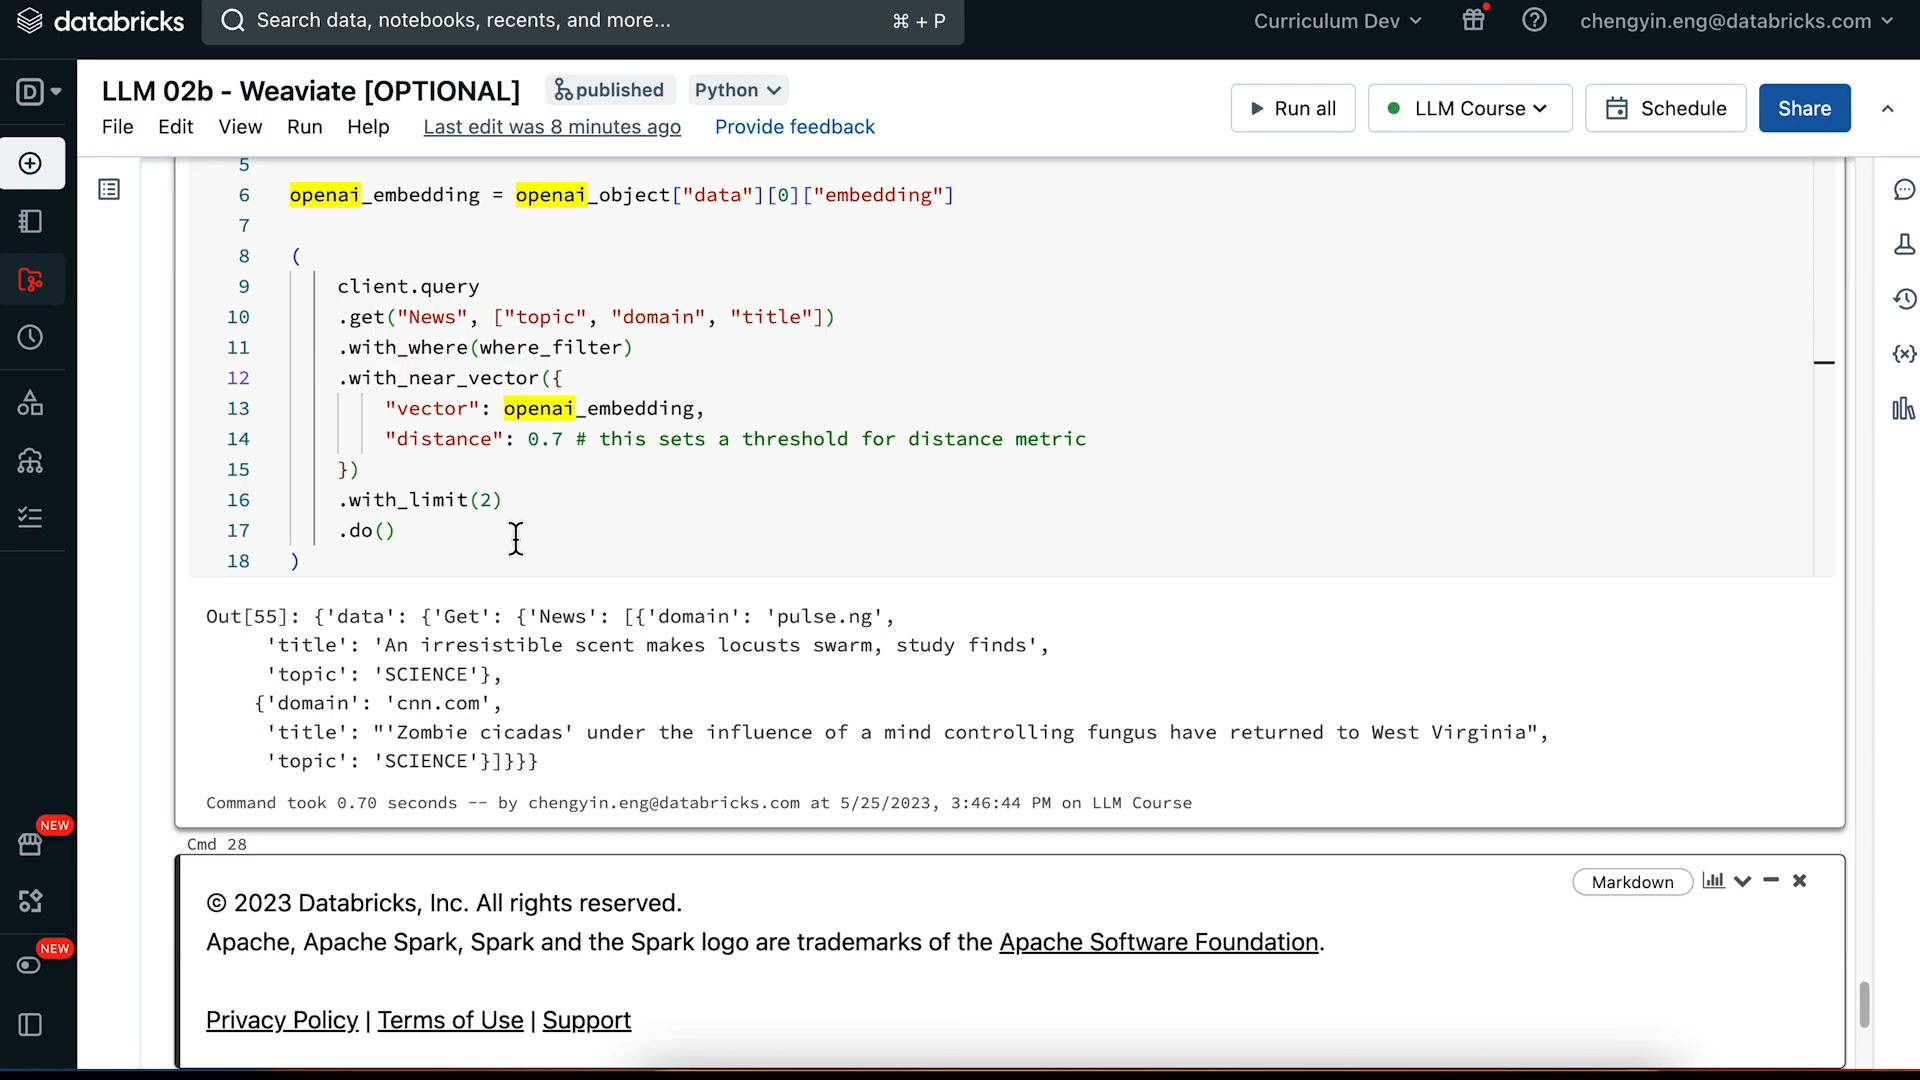 databricks
Search data, notebooks, recents, and more...
⌘ + P
Curriculum Dev
chengyin.eng@databricks.com
D
LLM 02b - Weaviate [OPTIONAL]
published
Python
File Edit View Run Help Last edit was 8 minutes ago Provide feedback
Run all
LLM Course
Schedule
Share
5
6 openai_embedding = openai_object["data"][0]["embedding"]
7
8 (
9 client.query
10 .get("News", ["topic", "domain", "title"])
11 .with_where(where_filter)
12 .with_near_vector({
13 "vector": openai_embedding,
14 "distance": 0.7 # this sets a threshold for distance metric
15 })
16 .with_limit(2)
17 .do()
18 )
Out[55]: {'data': {'Get': {'News': [{'domain': 'pulse.ng',
'title': 'An irresistible scent makes locusts swarm, study finds',
'topic': 'SCIENCE'},
{'domain': 'cnn.com',
'title': "'Zombie cicadas' under the influence of a mind controlling fungus have returned to West Virginia",
'topic': 'SCIENCE'}]}}}
Command took 0.70 seconds -- by chengyin.eng@databricks.com at 5/25/2023, 3:46:44 PM on LLM Course
NEW
NEW
Cmd 28
Markdown
© 2023 Databricks, Inc. All rights reserved.
Apache, Apache Spark, Spark and the Spark logo are trademarks of the Apache Software Foundation.
Privacy Policy | Terms of Use | Support